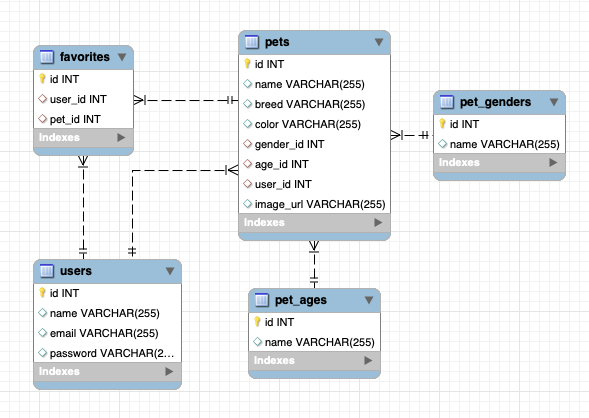 favorites
id INT
user_id INT
pet_id INT
Indexes
pets
id INT
name VARCHAR(255)
breed VARCHAR(255)
color VARCHAR(255)
gender_id INT
age_id INT
user_id INT
image_url VARCHAR(255)
Indexes
pet_genders
id INT
name VARCHAR(255)
Indexes
users
id INT
name VARCHAR(255)
email VARCHAR(255)
password VARCHAR(2...
Indexes
pet_ages
id INT
name VARCHAR(255)
Indexes